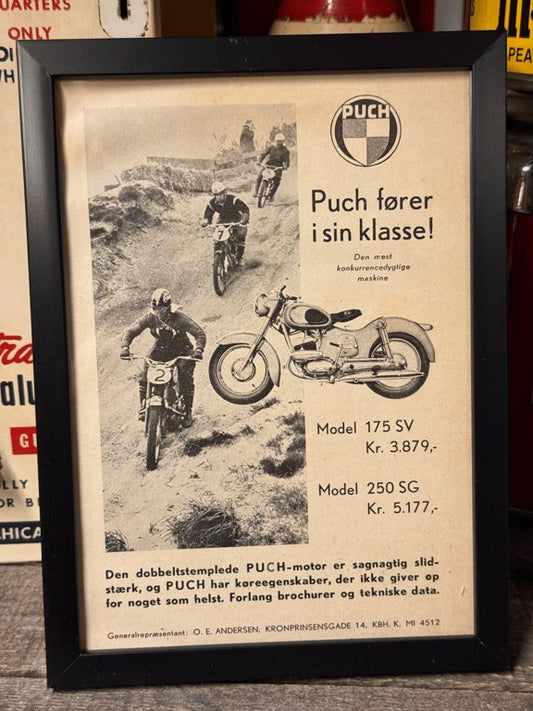 QUARTERS
ONLY
PUCH
Puch fører
i sin klasse!
Den mest
konkurrencedygtige
maskine
7
2
Model 175 SV
Kr. 3.879,-
Model 250 SG
Kr. 5.177,-
Den dobbeltstemplede PUCH-motor er sagnagtig slid-
stærk, og PUCH har køreegenskaber, der ikke giver op
for noget som helst. Forlang brochurer og tekniske data.
Generalrepræsentant: O. E. ANDERSEN, KRONPRINSENSGADE 14, KBH. K. MI 4512